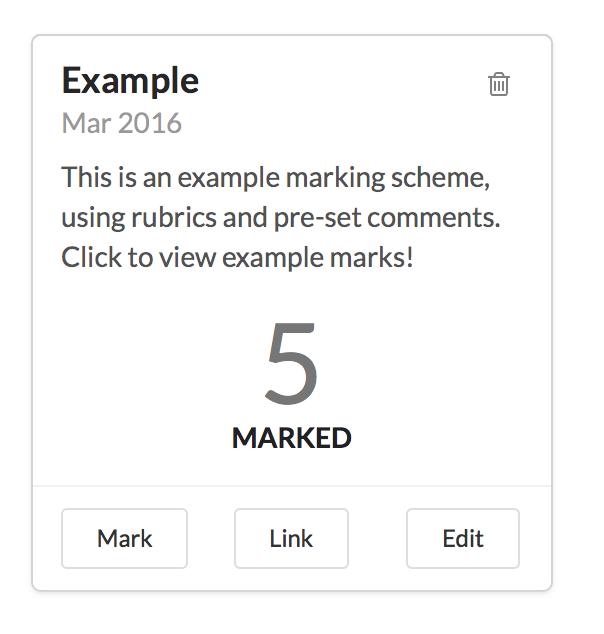 Example
Mar 2016
This is an example marking scheme,
using rubrics and pre-set comments.
Click to view example marks!
5
MARKED
Mark
Link
Edit